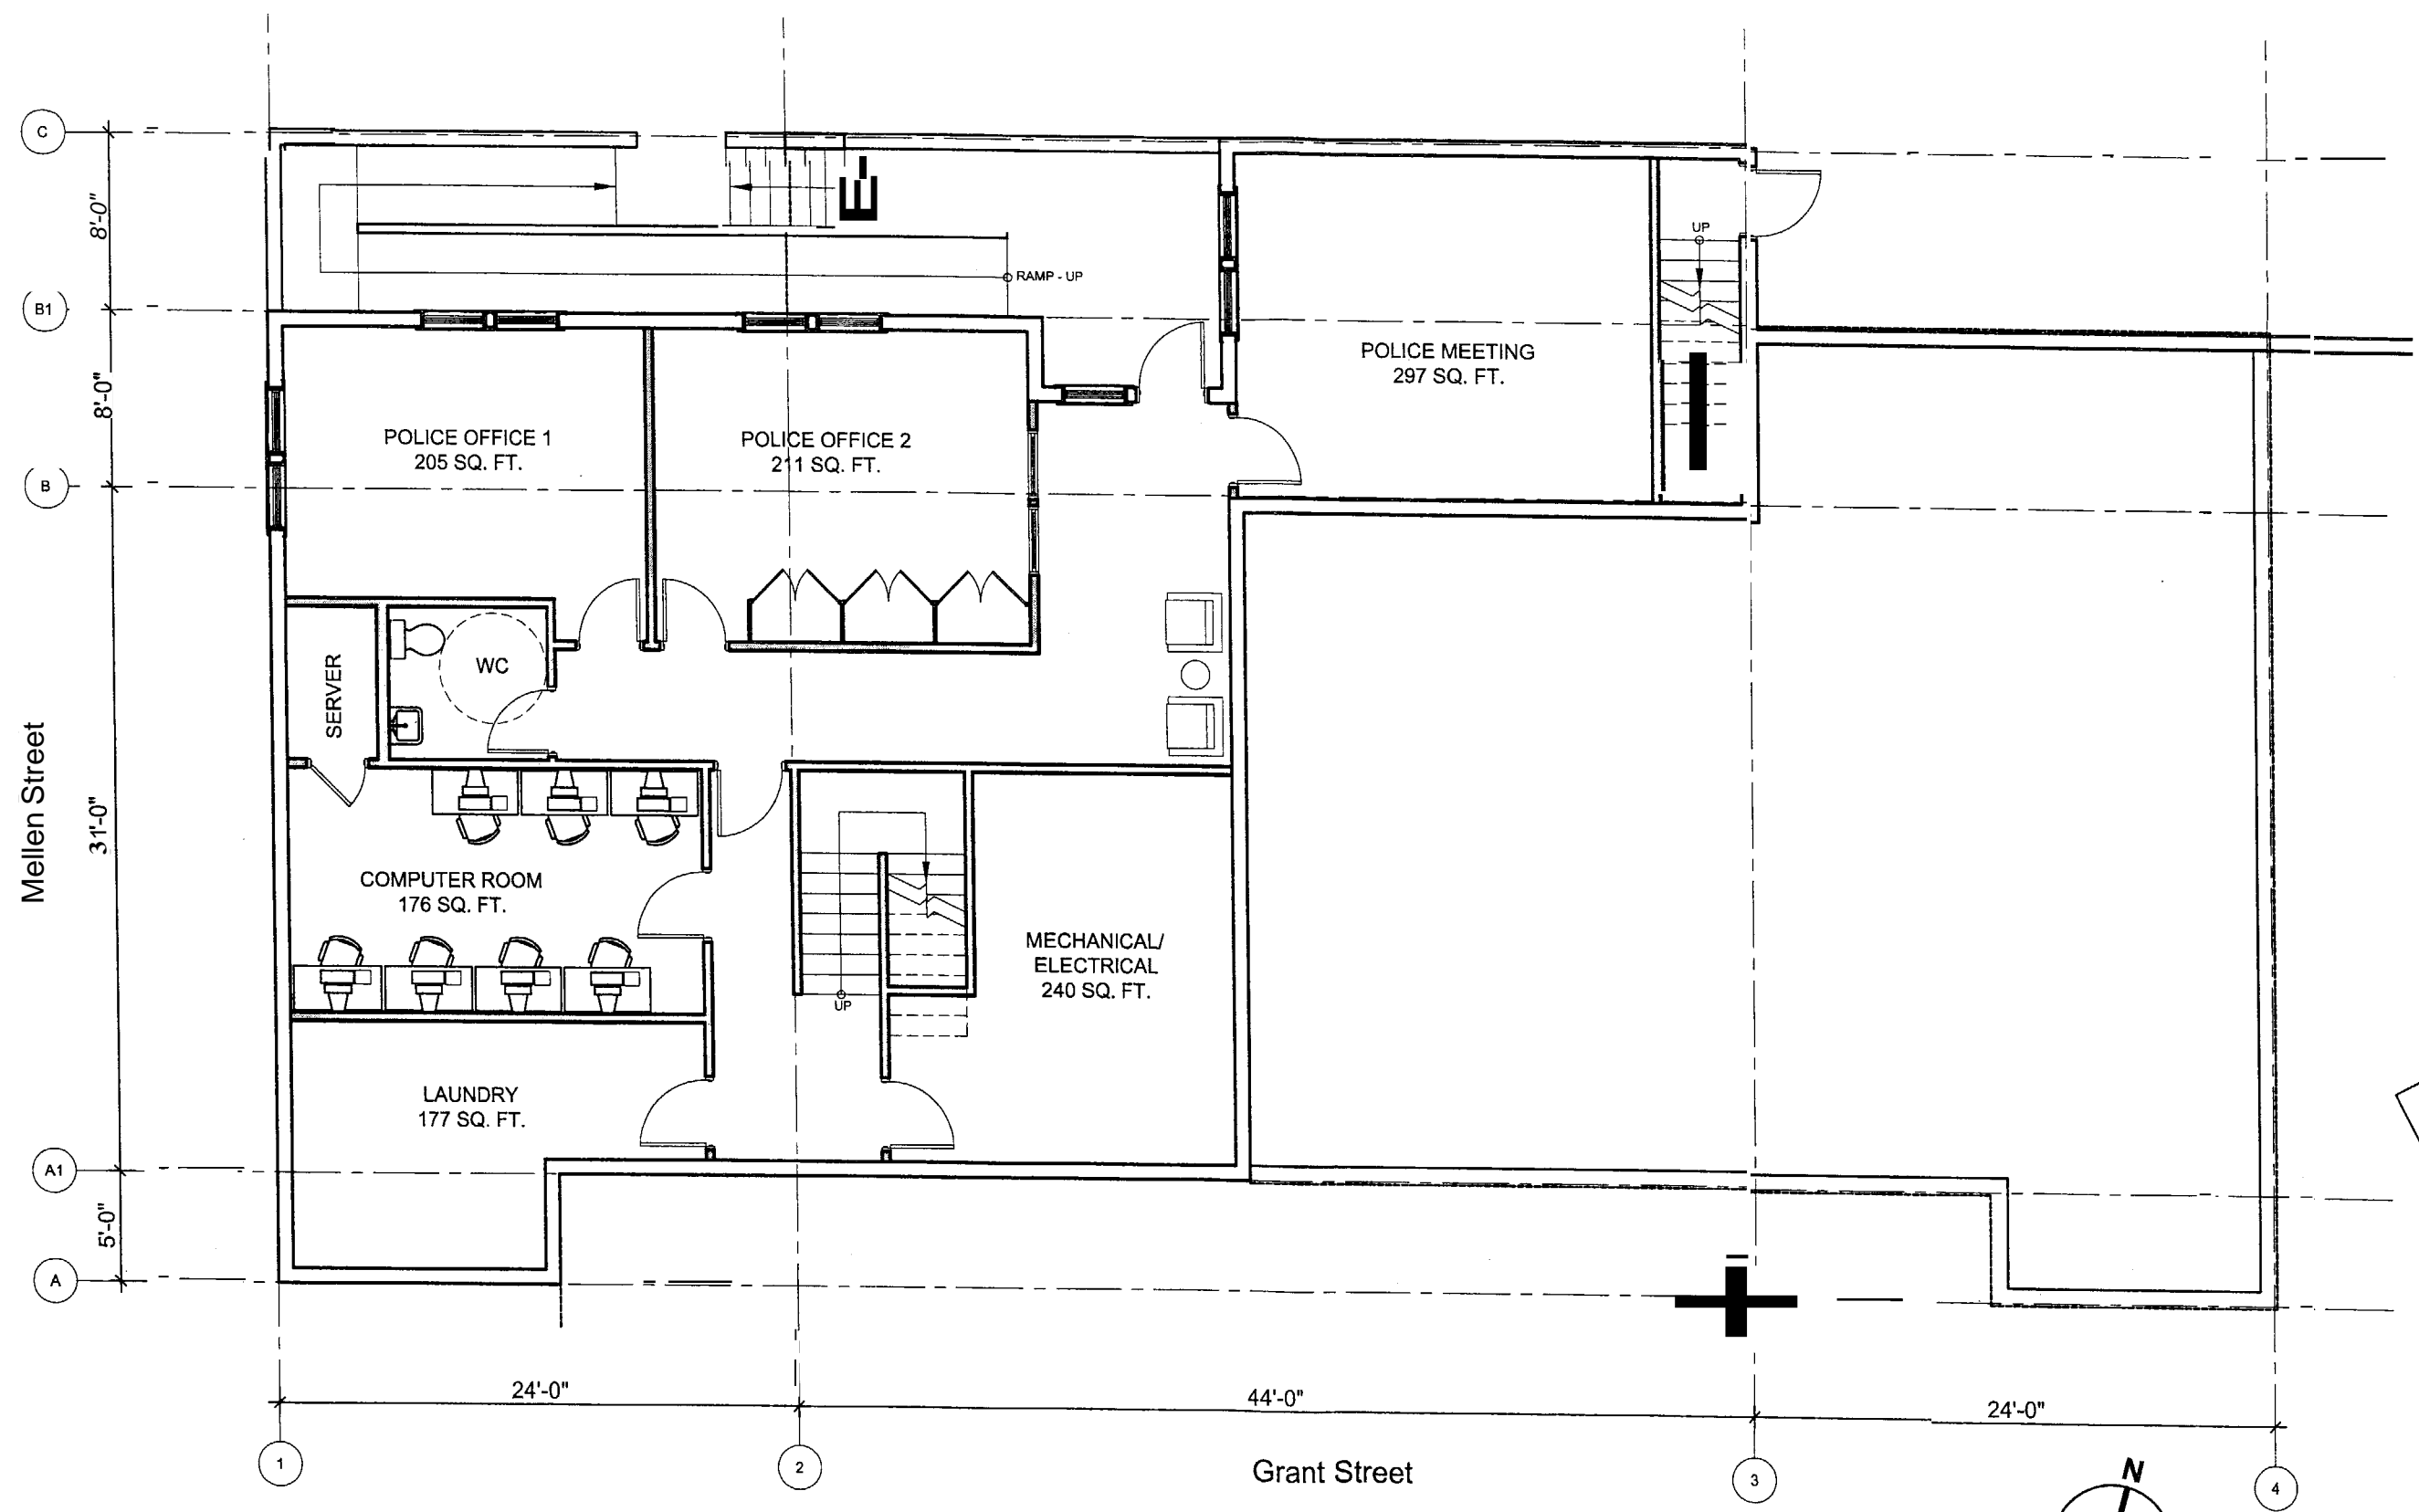 C
8'-0"
UP
RAMP - UP
B1
POLICE MEETING
297 SQ. FT.
8'-0"
POLICE OFFICE 1
205 SQ. FT.
POLICE OFFICE 2
211 SQ. FT.
B
SERVER
WC
Mellen Street
31'-0"
COMPUTER ROOM
176 SQ. FT.
MECHANICAL/
ELECTRICAL
240 SQ. FT.
UP
LAUNDRY
177 SQ. FT.
A1
5'-0"
A
24'-0"
44'-0"
24'-0"
1
2
Grant Street
3
N
4